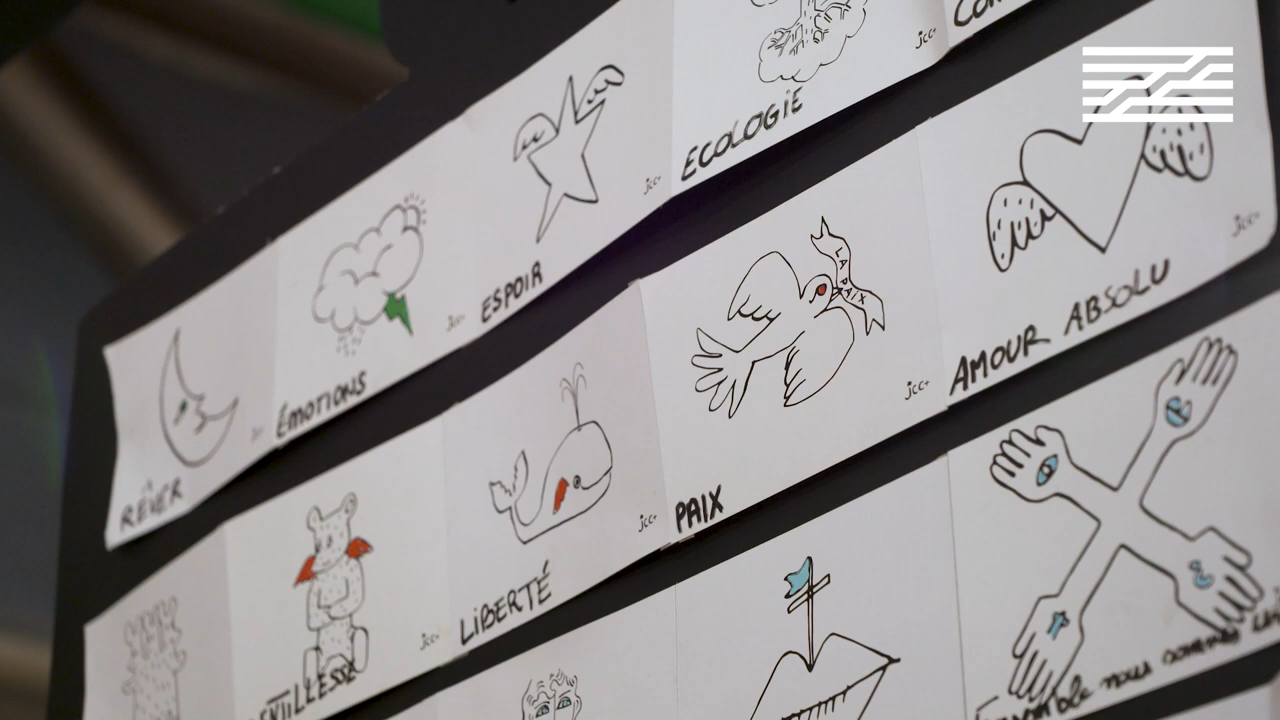 jcc+
ECOLOGIE
jcc+
ESPOIR
jcc+
ÉMOTIONS
RÊVER
jcc+
AMOUR ABSOLU
LA PAIX
jcc+
PAIX
jcc+
LIBERTÉ
jcc+